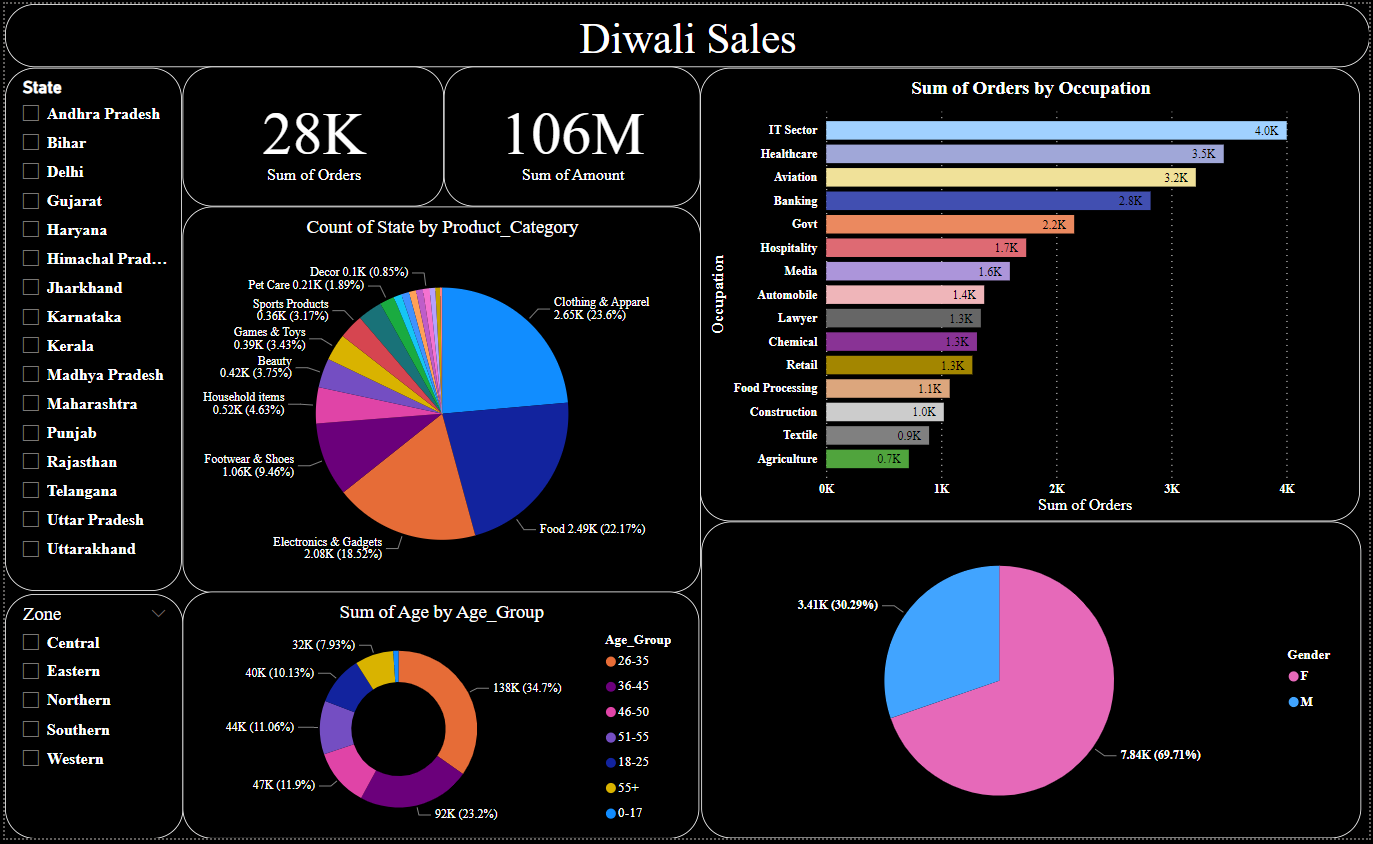 Diwali Sales
State
Andhra Pradesh
Bihar
Delhi
Gujarat
Haryana
Himachal Prad...
Jharkhand
Karnataka
Kerala
Madhya Pradesh
Maharashtra
Punjab
Rajasthan
Telangana
Uttar Pradesh
Uttarakhand
Zone
Central
Eastern
Northern
Southern
Western
28K
Sum of Orders
106M
Sum of Amount
Count of State by Product_Category
Decor 0.1K (0.85%)
Pet Care 0.21K (1.89%)
Sports Products
0.36K (3.17%)
Games & Toys
0.39K (3.43%)
Beauty
0.42K (3.75%)
Household items
0.52K (4.63%)
Footwear & Shoes
1.06K (9.46%)
Electronics & Gadgets
2.08K (18.52%)
Food 2.49K (22.17%)
Clothing & Apparel
2.65K (23.6%)
Sum of Age by Age_Group
32K (7.93%)
40K (10.13%)
44K (11.06%)
47K (11.9%)
92K (23.2%)
138K (34.7%)
Age_Group
26-35
36-45
46-50
51-55
18-25
55+
0-17
Sum of Orders by Occupation
Occupation
IT Sector 4.0K
Healthcare 3.5K
Aviation 3.2K
Banking 2.8K
Govt 2.2K
Hospitality 1.7K
Media 1.6K
Automobile 1.4K
Lawyer 1.3K
Chemical 1.3K
Retail 1.3K
Food Processing 1.1K
Construction 1.0K
Textile 0.9K
Agriculture 0.7K
0K 1K 2K 3K 4K
Sum of Orders
3.41K (30.29%)
7.84K (69.71%)
Gender
F
M